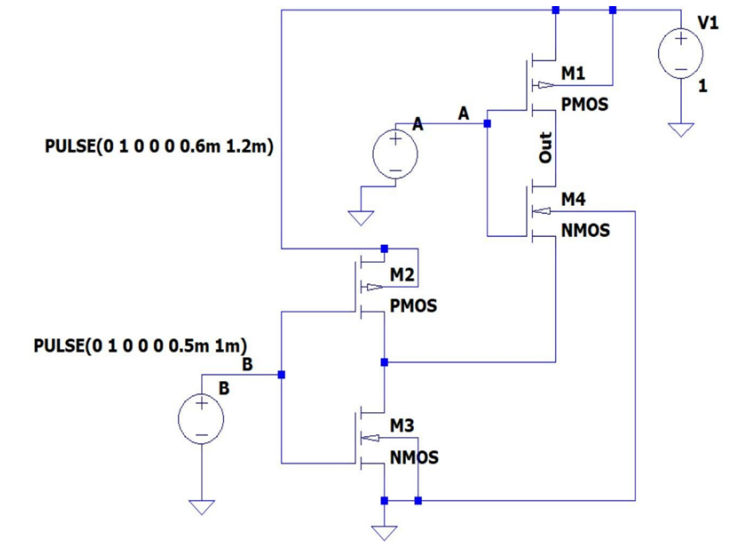 V1
M1
1
PMOS
A
A
PULSE(0 1 0 0 0 0.6m 1.2m)
Out
M4
NMOS
M2
PMOS
PULSE(0 1 0 0 0 0.5m 1m)
B
B
M3
NMOS